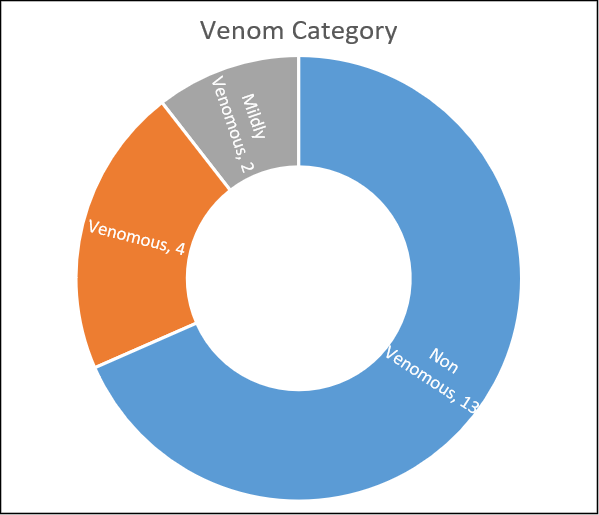 Venom Category
Mildly
Venomous, 2
Venomous, 4
Non
Venomous, 13